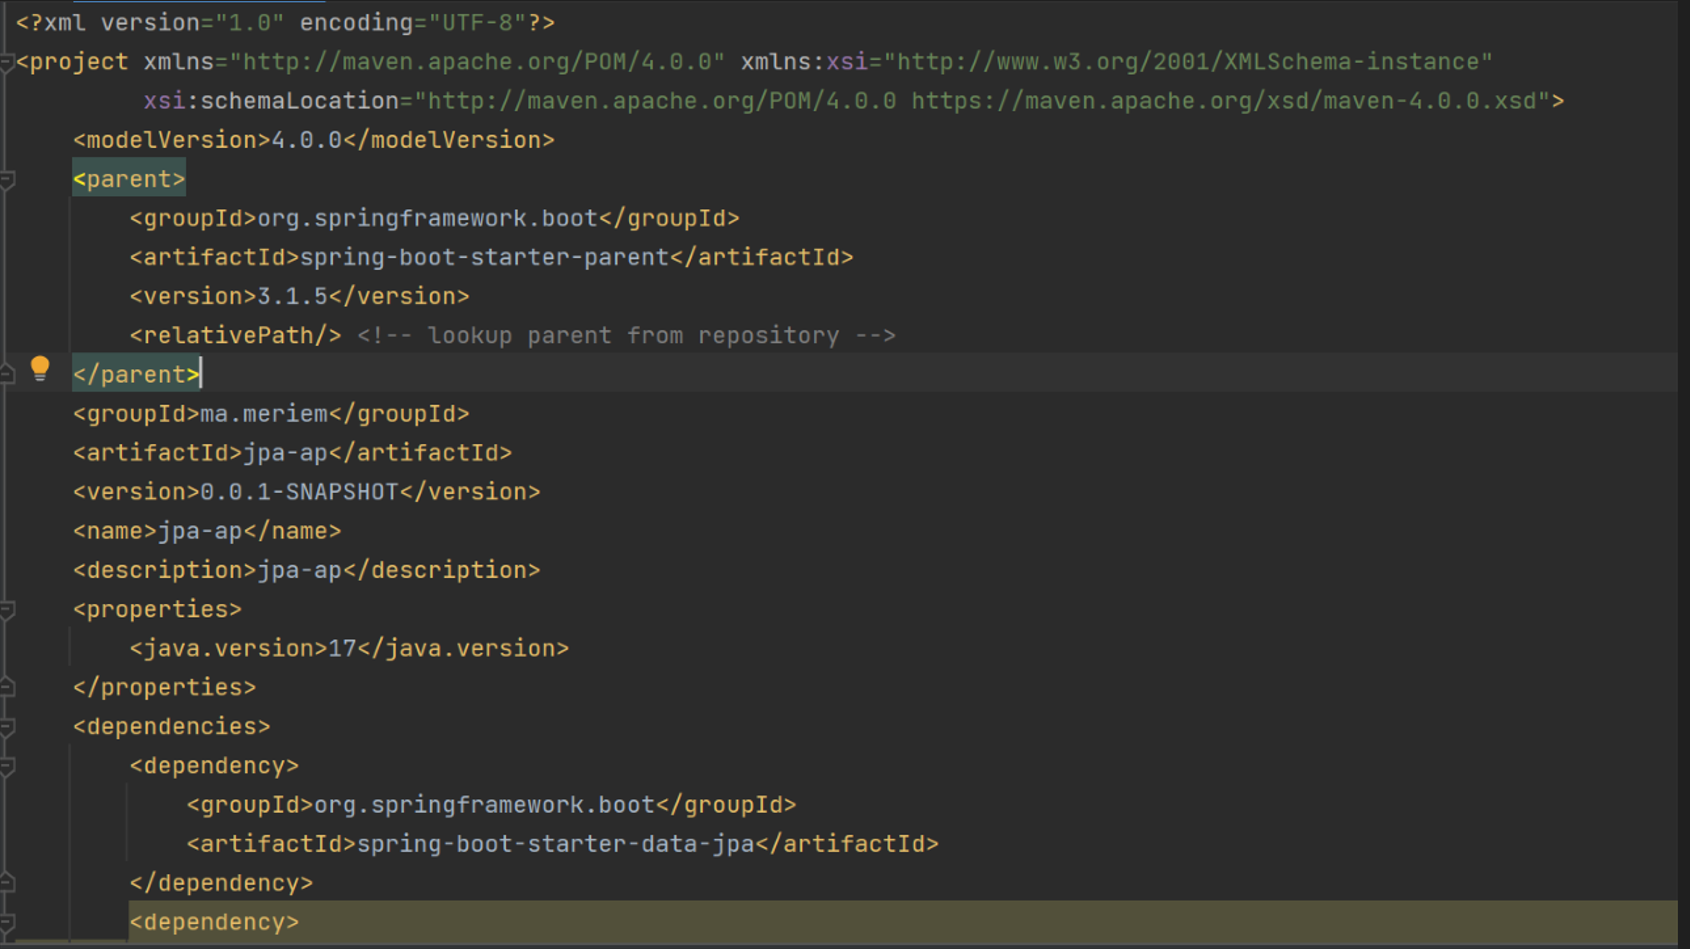 <?xml version="1.0" encoding="UTF-8"?>
<project xmlns="http://maven.apache.org/POM/4.0.0" xmlns:xsi="http://www.w3.org/2001/XMLSchema-instance"
         xsi:schemaLocation="http://maven.apache.org/POM/4.0.0 https://maven.apache.org/xsd/maven-4.0.0.xsd">
    <modelVersion>4.0.0</modelVersion>
    <parent>
        <groupId>org.springframework.boot</groupId>
        <artifactId>spring-boot-starter-parent</artifactId>
        <version>3.1.5</version>
        <relativePath/> <!-- lookup parent from repository -->
    </parent>
    <groupId>ma.meriem</groupId>
    <artifactId>jpa-ap</artifactId>
    <version>0.0.1-SNAPSHOT</version>
    <name>jpa-ap</name>
    <description>jpa-ap</description>
    <properties>
        <java.version>17</java.version>
    </properties>
    <dependencies>
        <dependency>
            <groupId>org.springframework.boot</groupId>
            <artifactId>spring-boot-starter-data-jpa</artifactId>
        </dependency>
        <dependency>